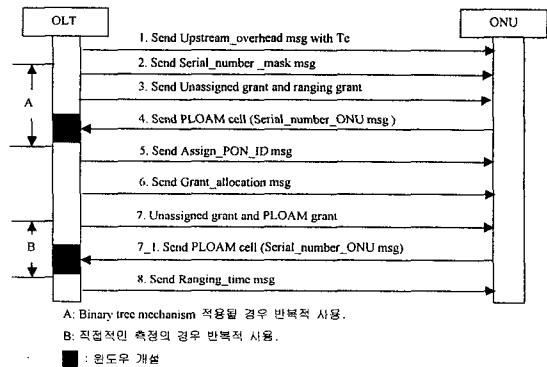 OLT
ONU
1. Send Upstream_overhead msg with Te
2. Send Serial_number _mask msg
3. Send Unassigned grant and ranging grant
A
4. Send PLOAM cell (Serial_number_ONU msg )
5. Send Assign_PON_ID msg
6. Send Grant_allocation msg
7. Unassigned grant and PLOAM grant
B
7_1. Send PLOAM cell (Serial_number_ONU msg)
8. Send Ranging_time msg
A: Binary tree mechanism 적용될 경우 반복적 사용.
B: 직접적인 측정의 경우 반복적 사용.
: 윈도우 개설